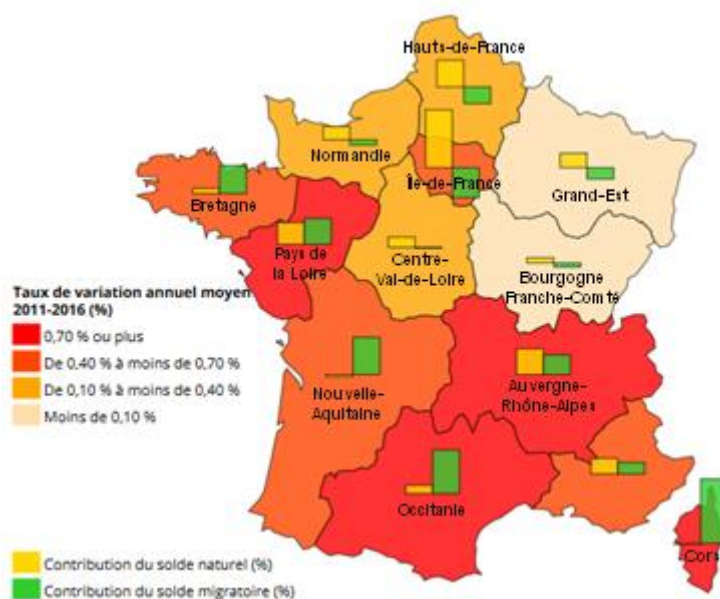 Hauts-de-France
Normandie
Île-de-France
Grand-Est
Bretagne
Pays de
la Loire
Centre-
Val-de-Loire
Bourgogne
Franche-Comté
Taux de variation annuel moyen
2011-2016 (%)
0,70 % ou plus
De 0,40 % à moins de 0,70 %
De 0,10 % à moins de 0,40 %
Moins de 0,10 %
Nouvelle-
Aquitaine
Auvergne-
Rhône-Alpes
Occitanie
Cors
Contribution du solde naturel (%)
Contribution du solde migratoire (%)